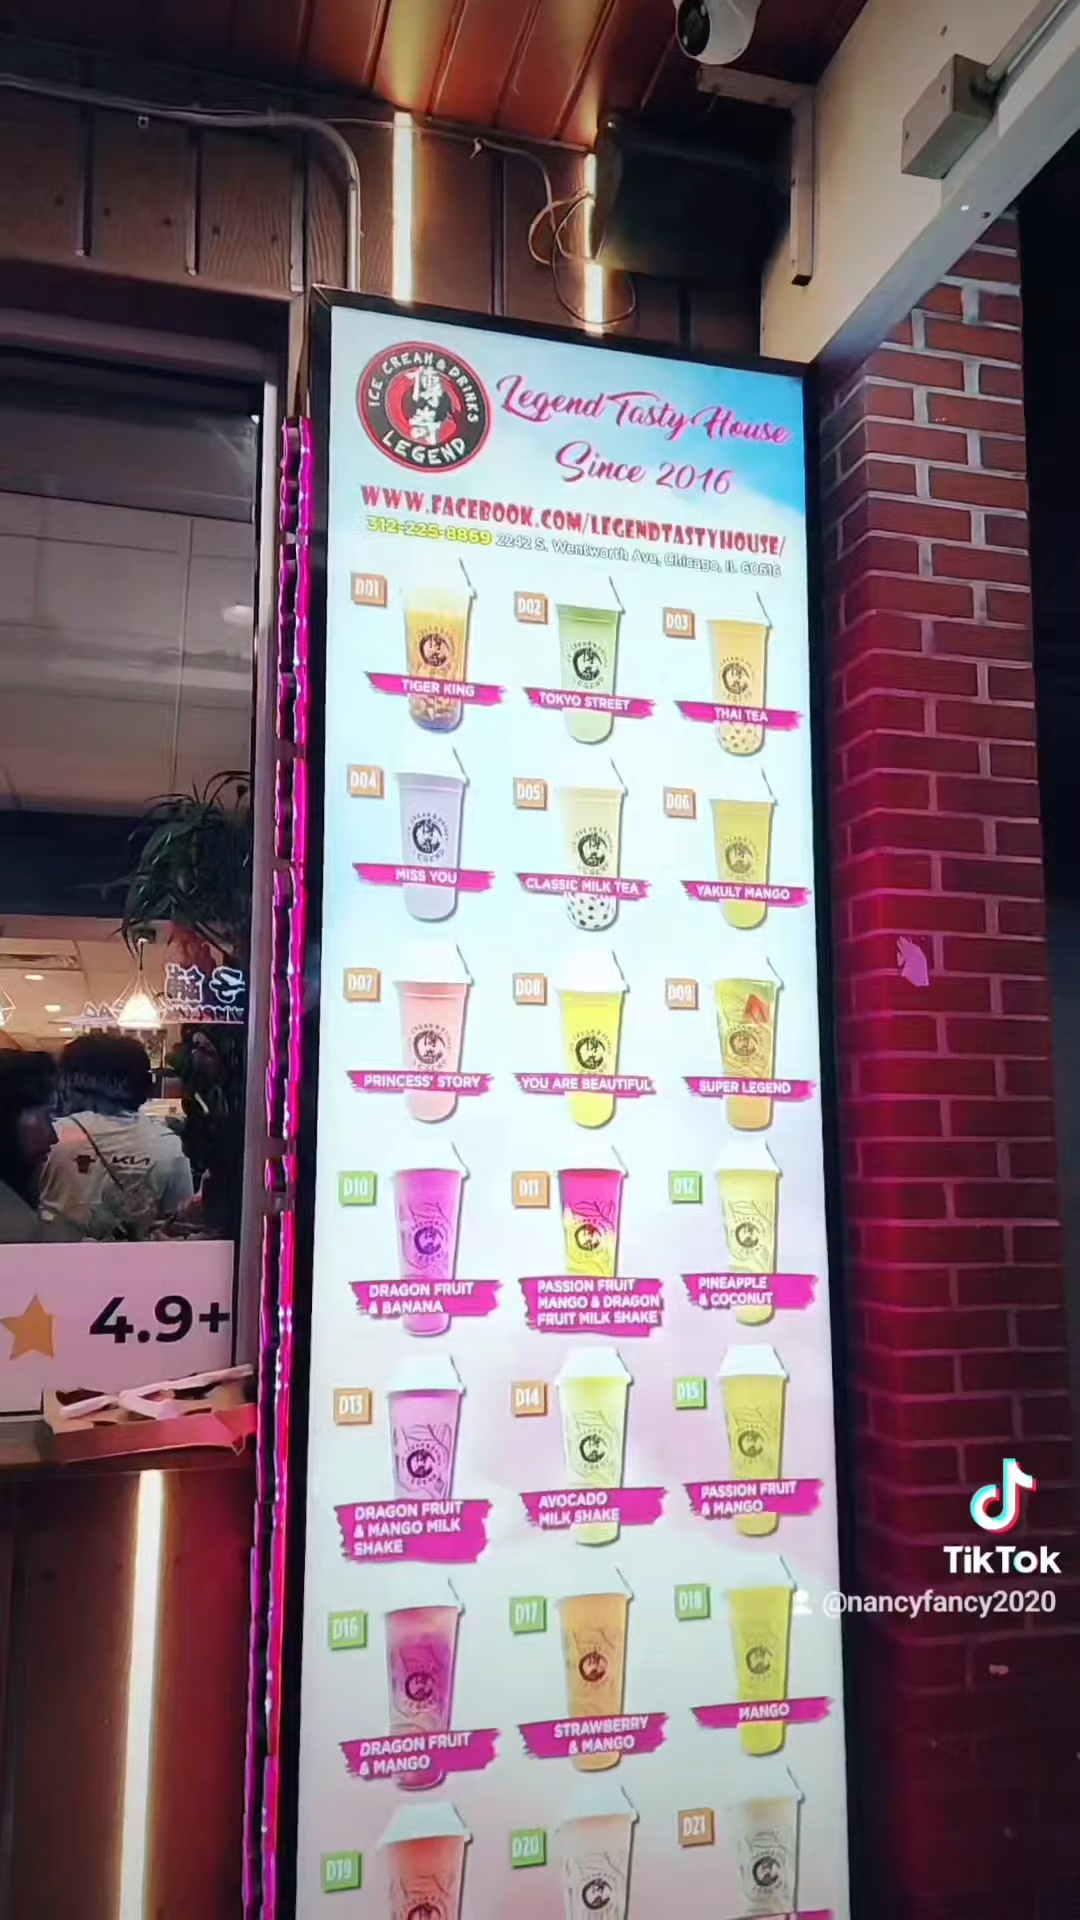 ICE CREAM & DRINKS
傳奇
LEGEND
Legend Tasty House
Since 2016
WWW.FACEBOOK.COM/LEGENDTASTYHOUSE/
312-225-8869 2242 S. Wentworth Ave, Chicago, IL 60616
D01
TIGER KING
D02
TOKYO STREET
D03
THAI TEA
D04
MISS YOU
D05
CLASSIC MILK TEA
D06
YAKULT MANGO
D07
PRINCESS' STORY
D08
YOU ARE BEAUTIFUL
D09
SUPER LEGEND
D10
DRAGON FRUIT
& BANANA
D11
PASSION FRUIT
MANGO & DRAGON
FRUIT MILK SHAKE
D12
PINEAPPLE
& COCONUT
D13
DRAGON FRUIT
& MANGO MILK
SHAKE
D14
AVOCADO
MILK SHAKE
D15
PASSION FRUIT
& MANGO
D16
DRAGON FRUIT
& MANGO
D17
STRAWBERRY
& MANGO
D18
MANGO
D19
D20
D21
4.9+
KIA
TikTok
@nancyfancy2020